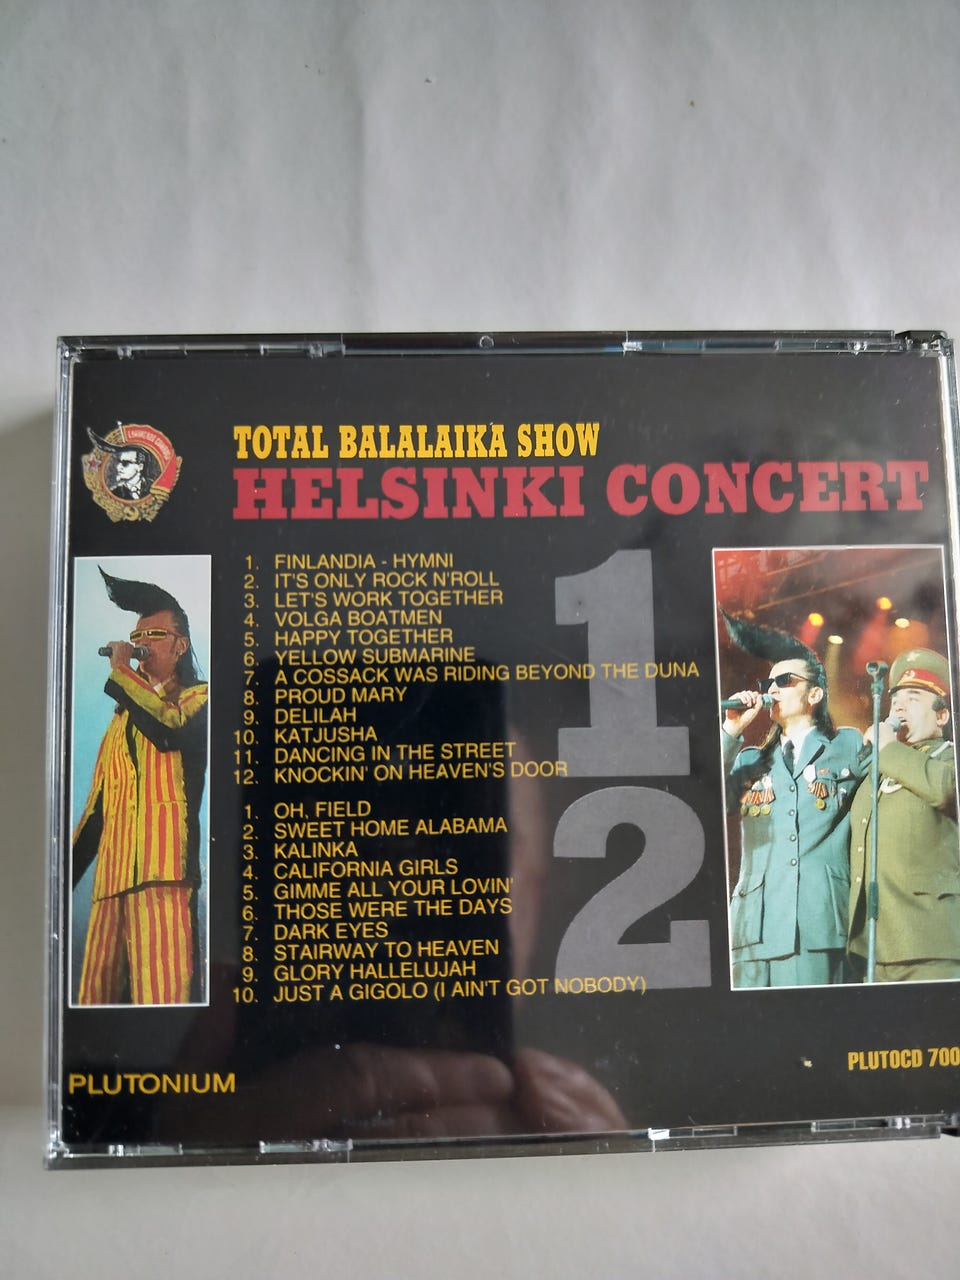 TOTAL BALALAIKA SHOW
HELSINKI CONCERT
1
1. FINLANDIA - HYMNI
2. IT'S ONLY ROCK N'ROLL
3. LET'S WORK TOGETHER
4. VOLGA BOATMEN
5. HAPPY TOGETHER
6. YELLOW SUBMARINE
7. A COSSACK WAS RIDING BEYOND THE DUNA
8. PROUD MARY
9. DELILAH
10. KATJUSHA
11. DANCING IN THE STREET
12. KNOCKIN' ON HEAVEN'S DOOR
2
1. OH, FIELD
2. SWEET HOME ALABAMA
3. KALINKA
4. CALIFORNIA GIRLS
5. GIMME ALL YOUR LOVIN'
6. THOSE WERE THE DAYS
7. DARK EYES
8. STAIRWAY TO HEAVEN
9. GLORY HALLELUJAH
10. JUST A GIGOLO (I AIN'T GOT NOBODY)
PLUTONIUM
PLUTOCD 700